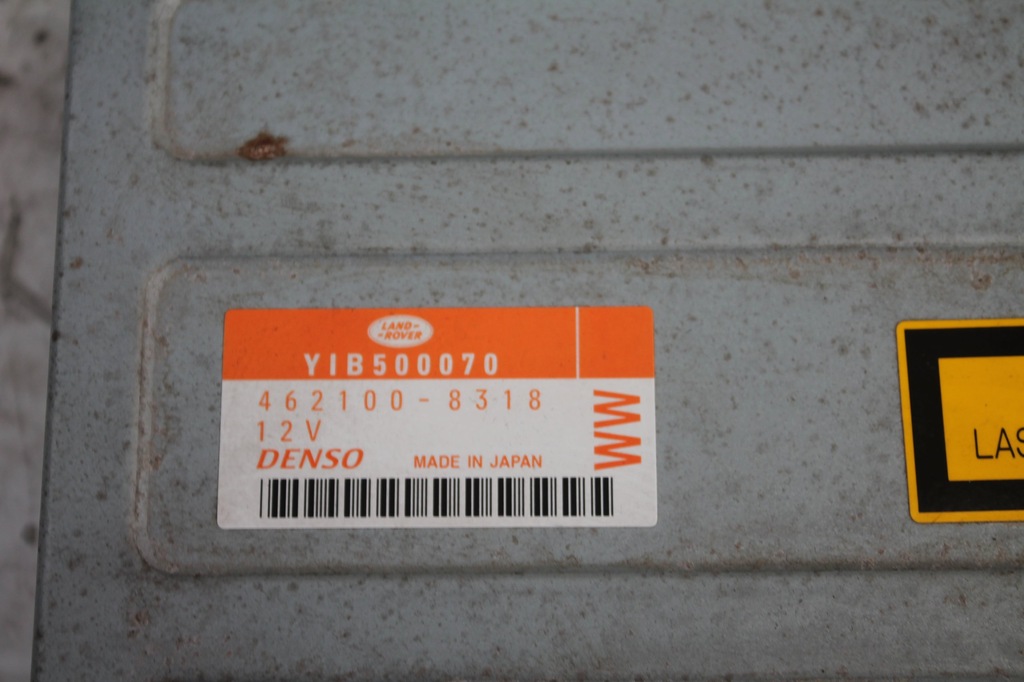 LAND-
-ROVER
YIB500070
462100-8318
12V
WW
DENSO
MADE IN JAPAN
LAS